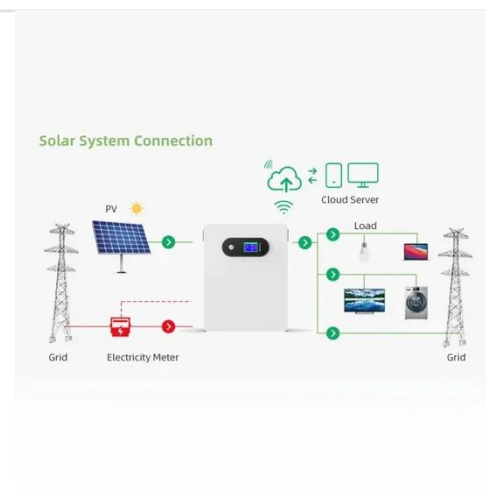 Solar System Connection
Cloud Server
PV
Load
Grid
Electricity Meter
Grid